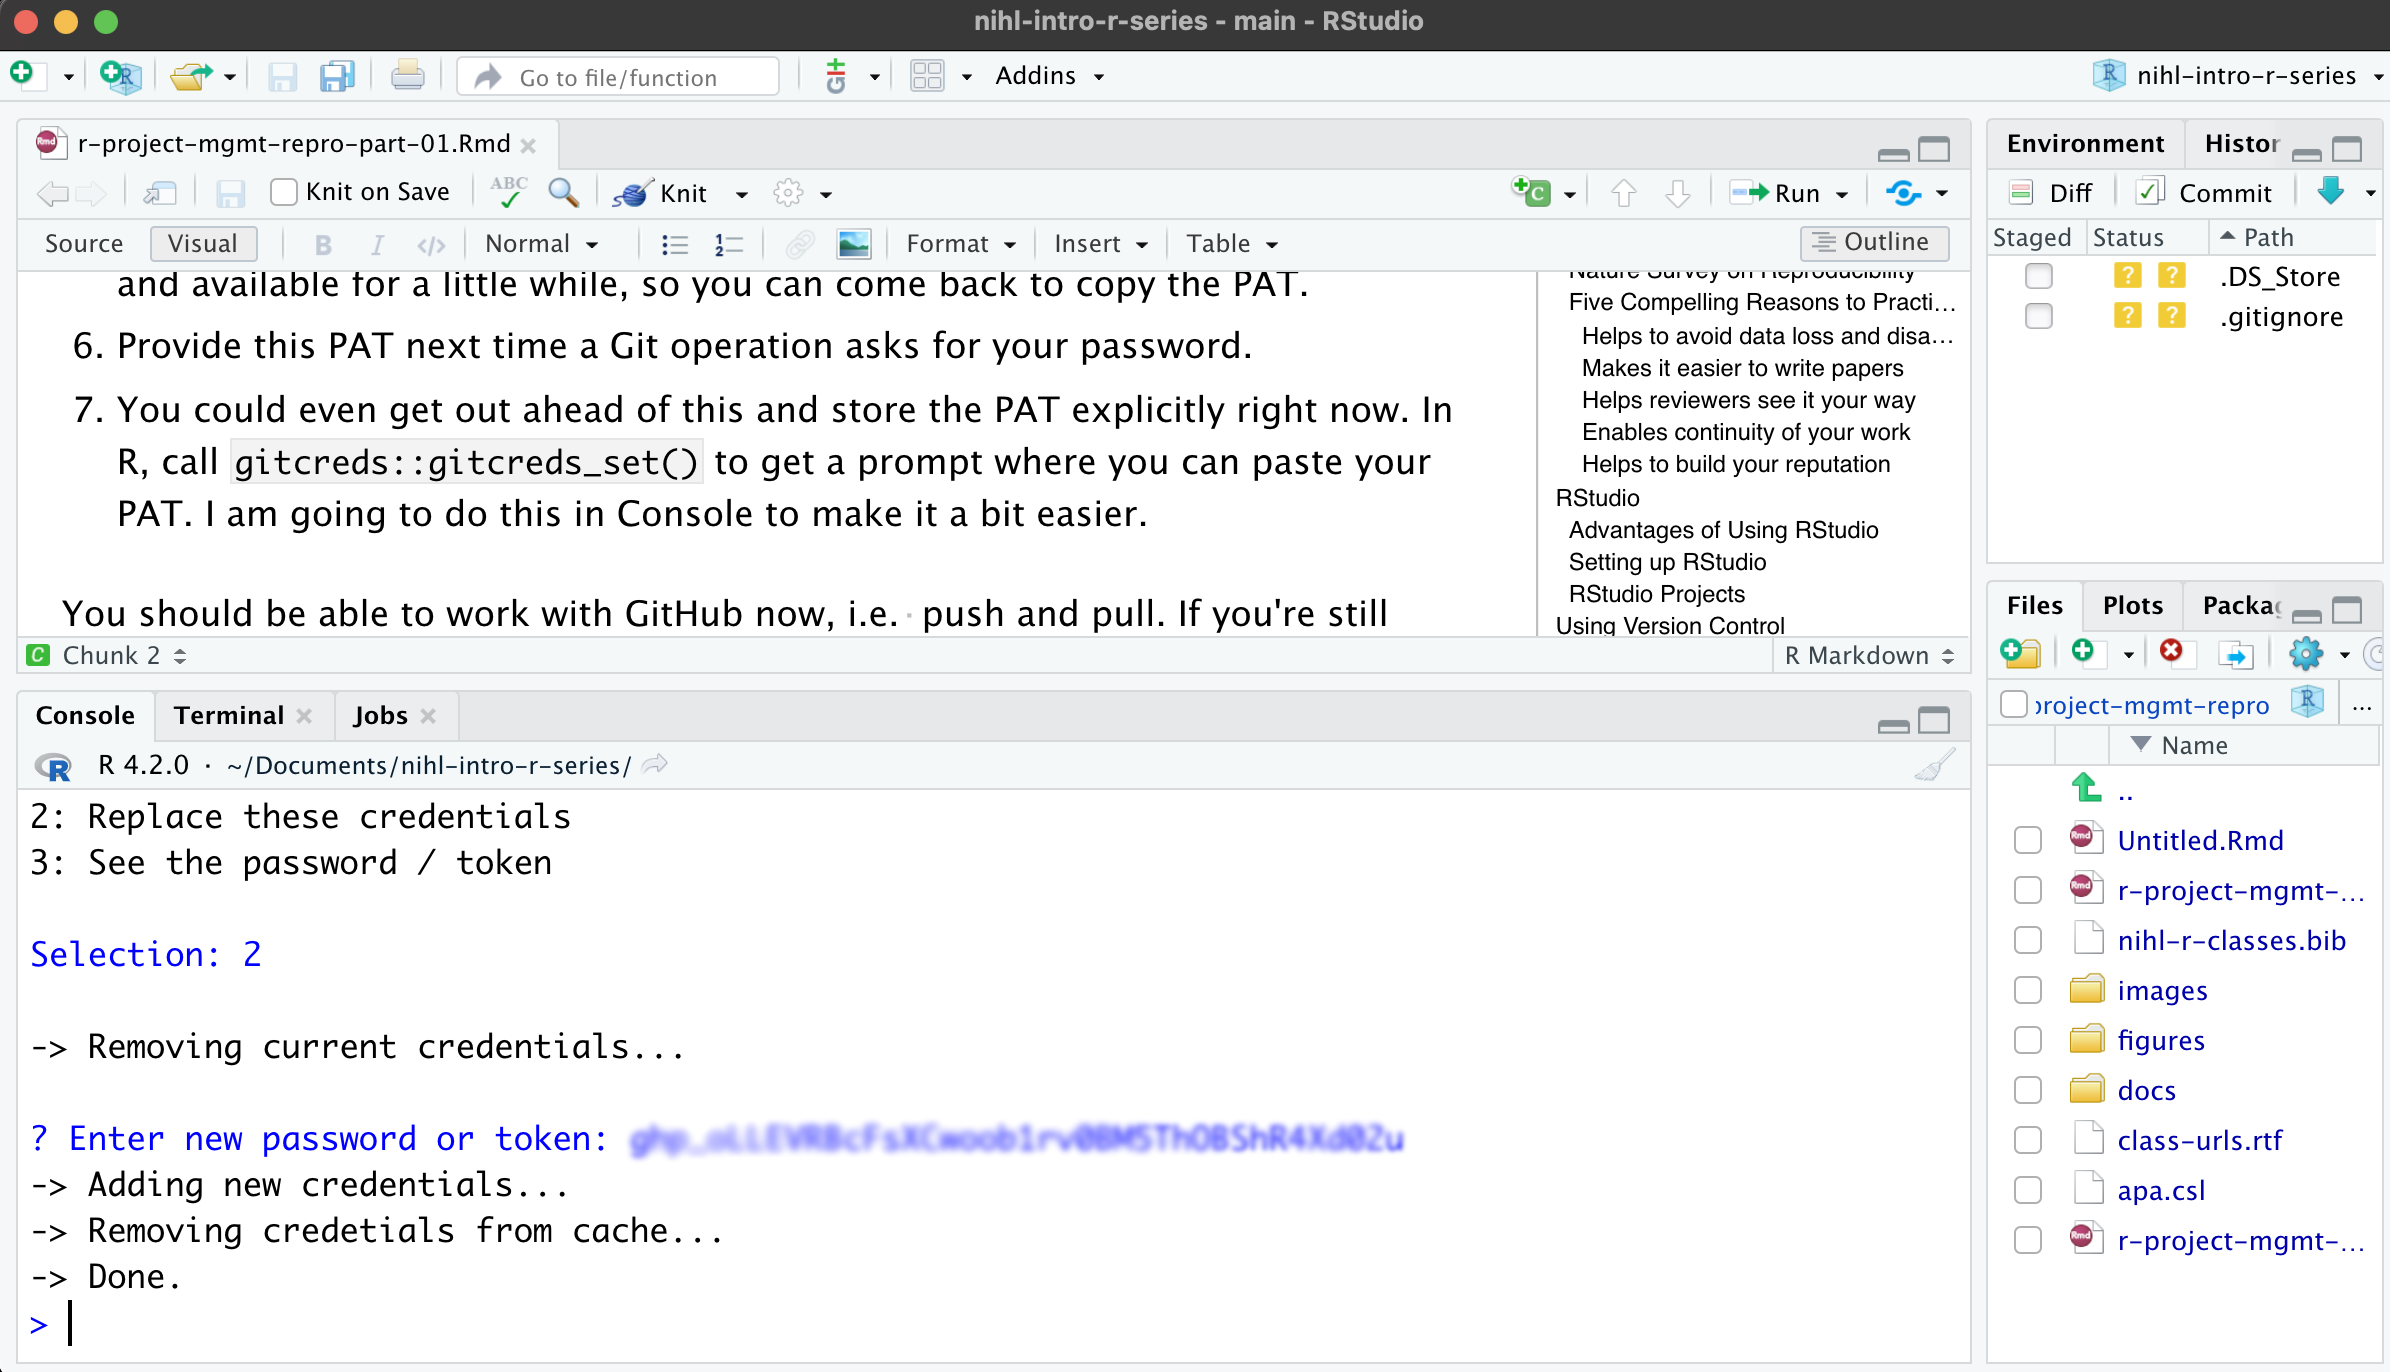 nihl-intro-r-series - main - RStudio
Go to file/function
Addins
nihl-intro-r-series
r-project-mgmt-repro-part-01.Rmd
Knit on Save
ABC
Knit
Run
Source
Visual
B
I
</>
Normal
Format
Insert
Table
Outline
and available for a little while, so you can come back to copy the PAT.
6. Provide this PAT next time a Git operation asks for your password.
7. You could even get out ahead of this and store the PAT explicitly right now. In
R, call gitcreds::gitcreds_set() to get a prompt where you can paste your
PAT. I am going to do this in Console to make it a bit easier.
You should be able to work with GitHub now, i.e. push and pull. If you're still
Nature Survey on Reproducibility
Five Compelling Reasons to Practi…
Helps to avoid data loss and disa…
Makes it easier to write papers
Helps reviewers see it your way
Enables continuity of your work
Helps to build your reputation
RStudio
Advantages of Using RStudio
Setting up RStudio
RStudio Projects
Using Version Control
Chunk 2
R Markdown
Console
Terminal
Jobs
R 4.2.0 · ~/Documents/nihl-intro-r-series/
2: Replace these credentials
3: See the password / token
Selection: 2
-> Removing current credentials...
? Enter new password or token:
-> Adding new credentials...
-> Removing credetials from cache...
-> Done.
>
Environment
Histor
Diff
Commit
Staged
Status
Path
? ? .DS_Store
? ? .gitignore
Files
Plots
Packag
project-mgmt-repro
...
Name
..
Untitled.Rmd
r-project-mgmt-...
nihl-r-classes.bib
images
figures
docs
class-urls.rtf
apa.csl
r-project-mgmt-...